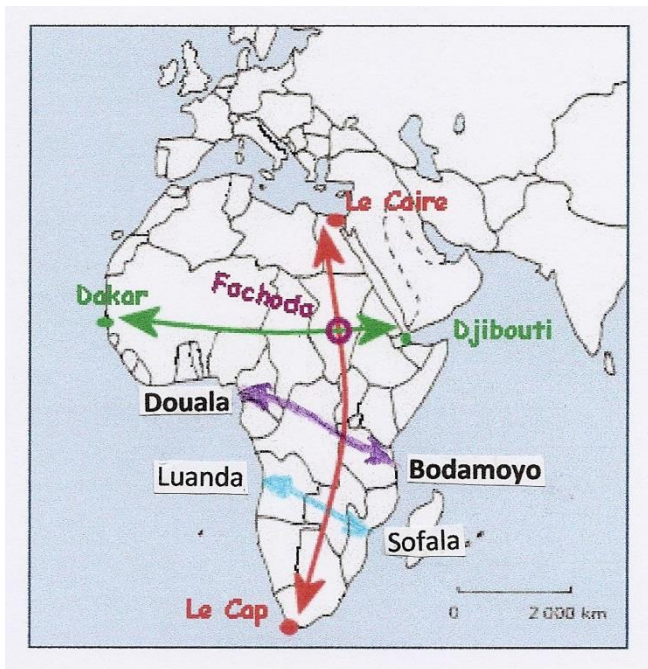 Le Caire
Dakar
Fachoda
Djibouti
Douala
Luanda
Bodamoyo
Sofala
Le Cap
0 2 000 km